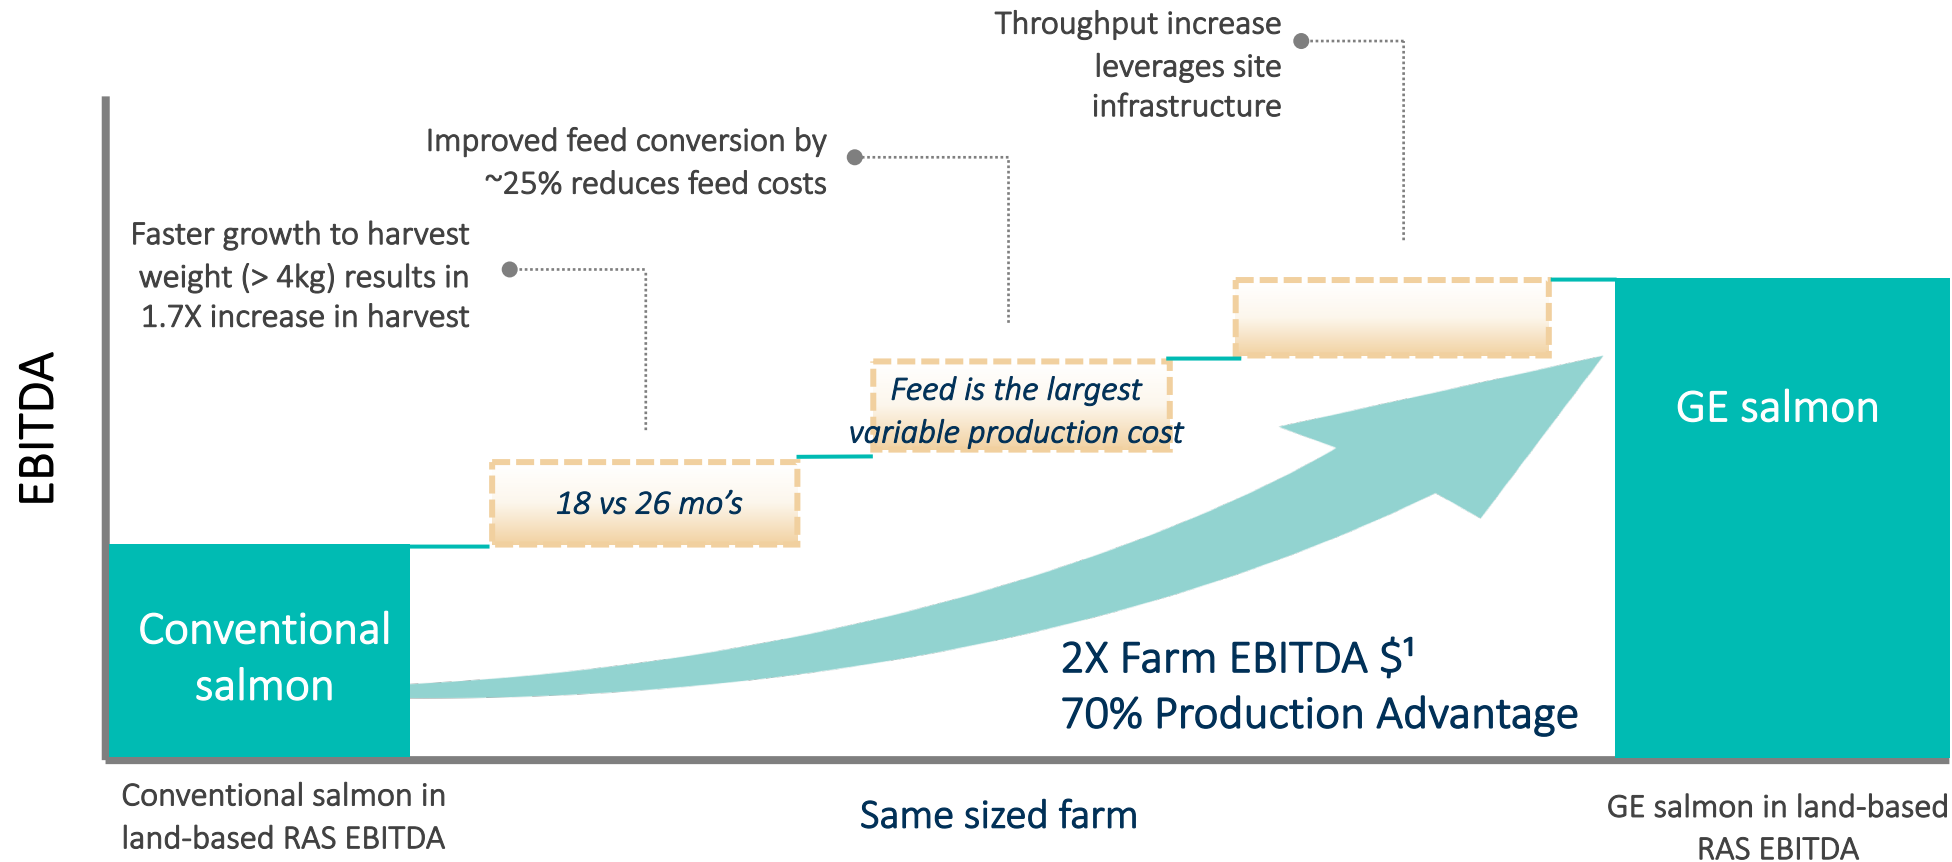 Throughput increase
leverages site
infrastructure
Improved feed conversion by
~25% reduces feed costs
Faster growth to harvest
weight (> 4kg) results in
1.7X increase in harvest
EBITDA
Feed is the largest
variable production cost
18 vs 26 mo’s
GE salmon
Conventional
salmon
2X Farm EBITDA $¹
70% Production Advantage
Conventional salmon in
land-based RAS EBITDA
Same sized farm
GE salmon in land-based
RAS EBITDA